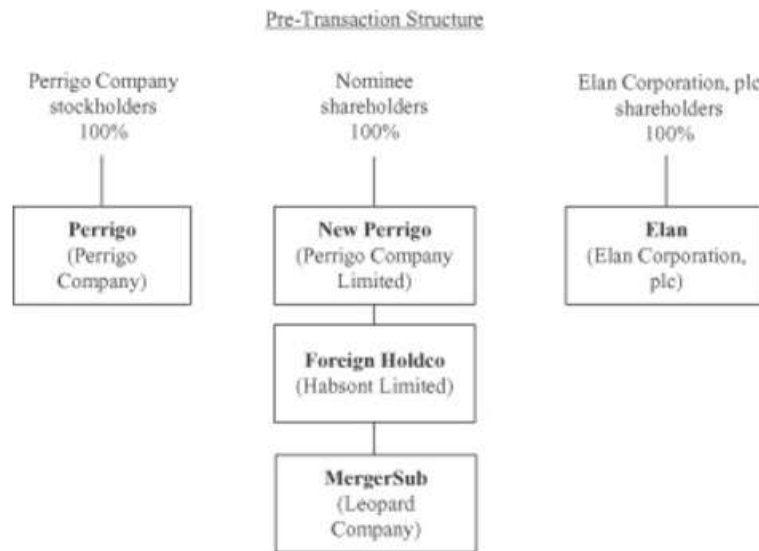 Pre-Transaction Structure
Perrigo Company
stockholders
100%
Nominee
shareholders
100%
Elan Corporation, plc
shareholders
100%
Perrigo
(Perrigo
Company)
New Perrigo
(Perrigo Company
Limited)
Elan
(Elan Corporation,
plc)
Foreign Holdco
(Habsont Limited)
MergerSub
(Leopard
Company)